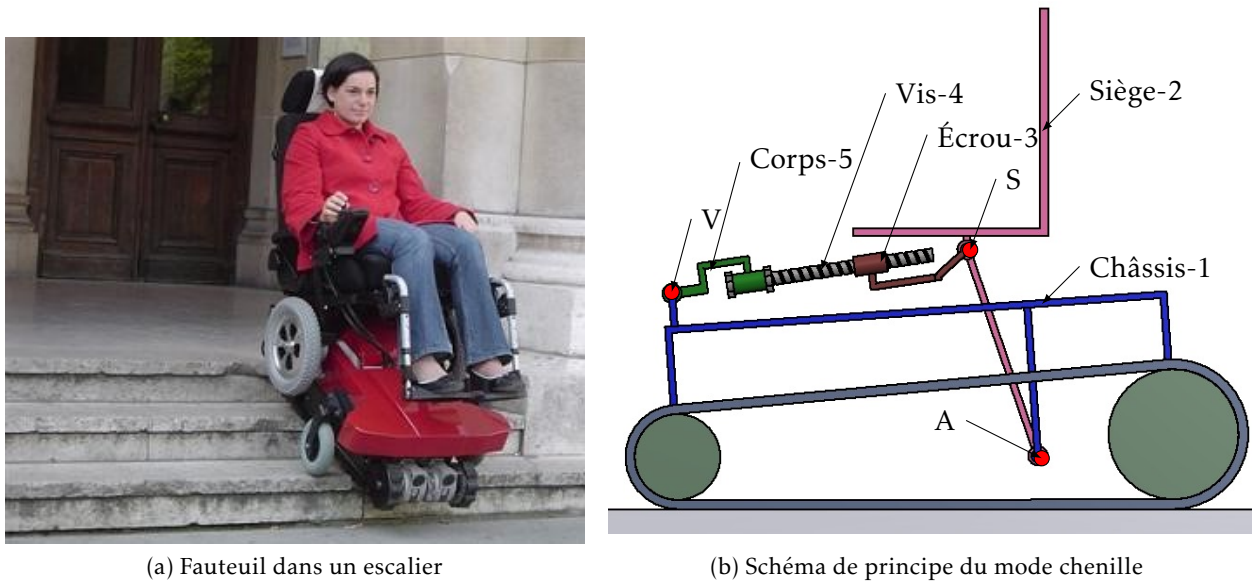 Vis-4
Siège-2
Écrou-3
Corps-5
S
V
Châssis-1
A
(a) Fauteuil dans un escalier
(b) Schéma de principe du mode chenille